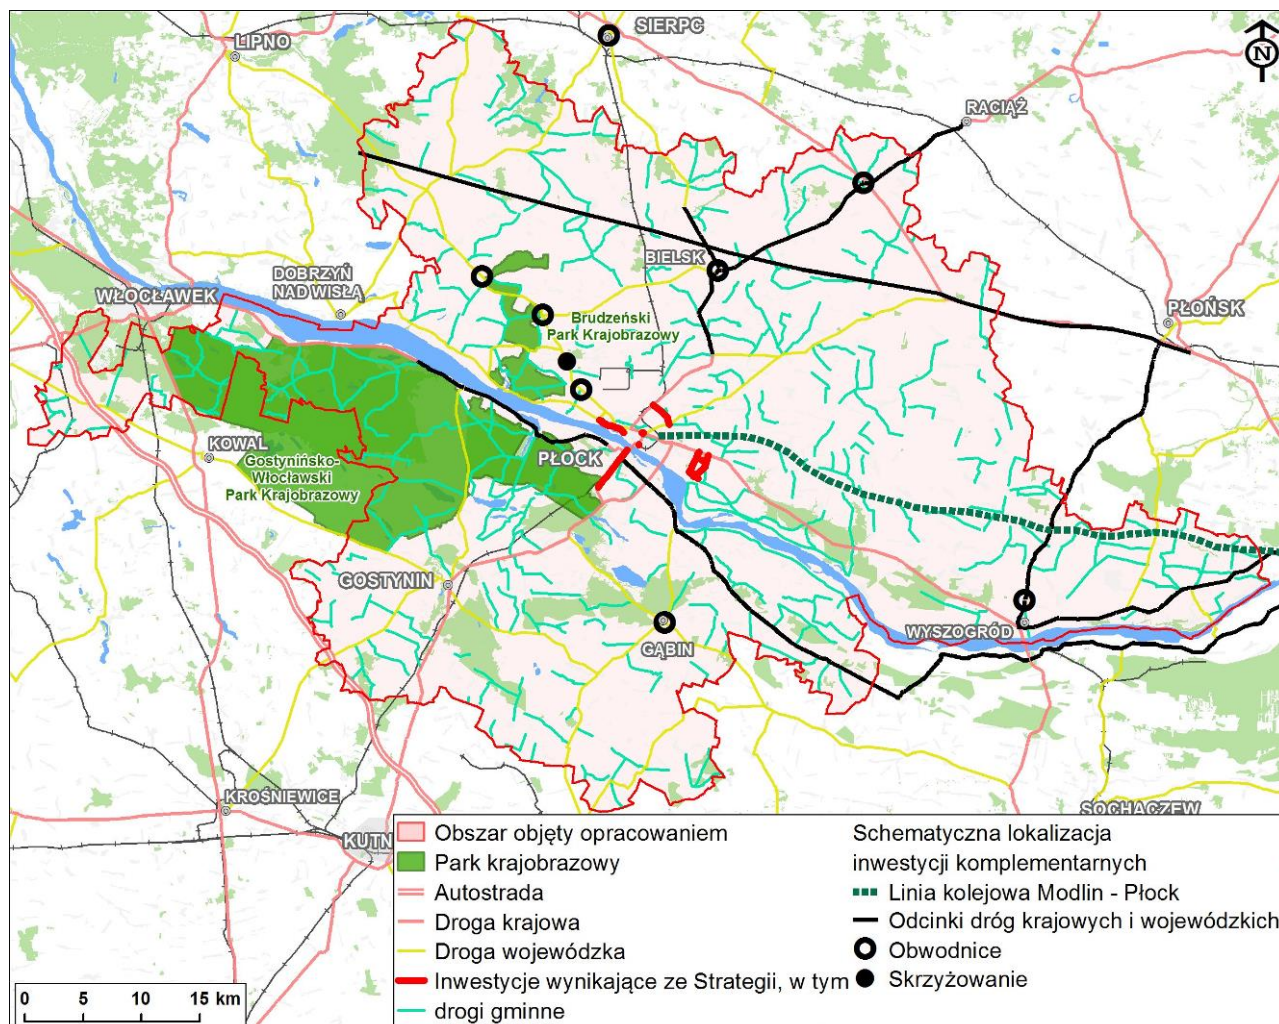 SIERPC
LIPNO
N
RACIĄŻ
BIELSK
DOBRZYŃ
NAD WISŁĄ
WŁOCŁAWEK
PŁOŃSK
Brudzeński
Park Krajobrazowy
KOWAL
Gostynińsko-
Włocławski
Park Krajobrazowy
PŁOCK
GOSTYNIN
WYSZOGRÓD
GĄBIN
KROŚNIEWICE
SOCHACZEW
KUTN
Obszar objęty opracowaniem
Park krajobrazowy
Autostrada
Droga krajowa
Droga wojewódzka
Inwestycje wynikające ze Strategii, w tym
drogi gminne
Schematyczna lokalizacja
inwestycji komplementarnych
Linia kolejowa Modlin - Płock
Odcinki dróg krajowych i wojewódzkich
Obwodnice
Skrzyżowanie
0 5 10 15 km